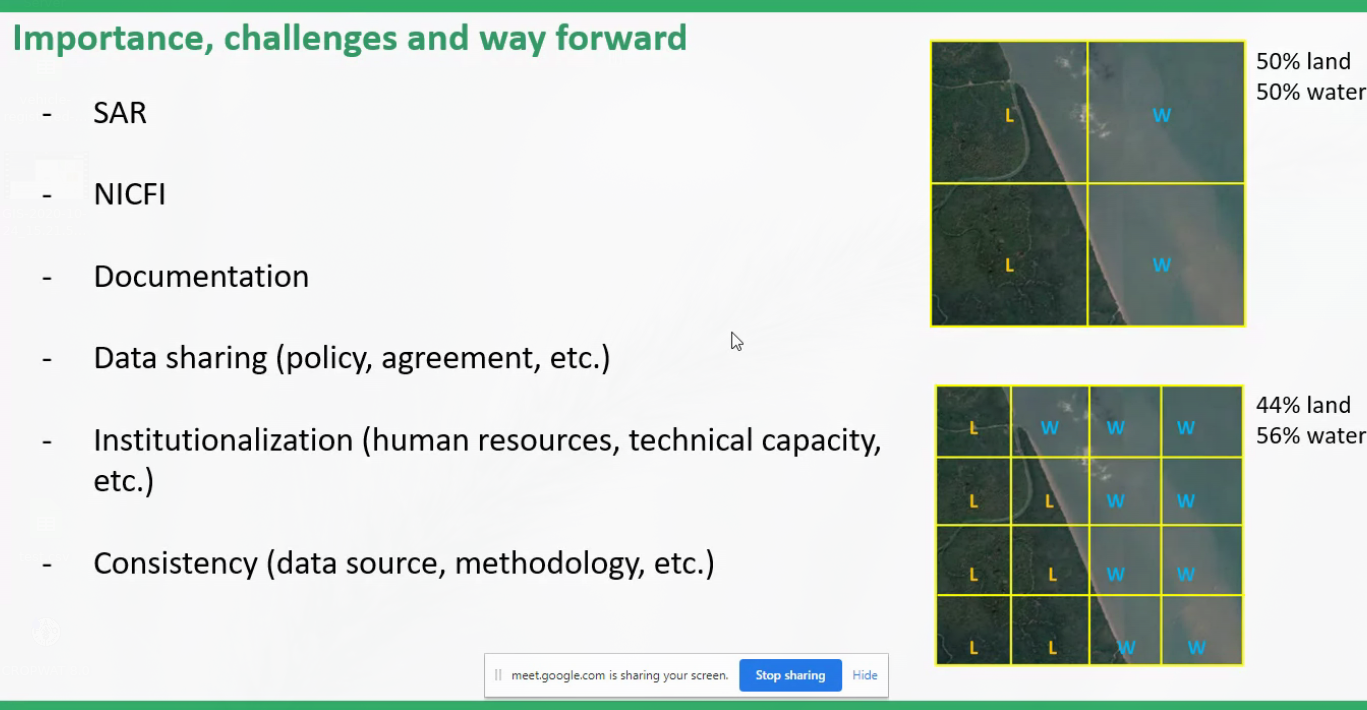 Importance, challenges and way forward
- SAR
- NICFI
- Documentation
- Data sharing (policy, agreement, etc.)
- Institutionalization (human resources, technical capacity,
etc.)
- Consistency (data source, methodology, etc.)
50% land
50% water
L W
L W
44% land
56% water
L W W W
L L W W
L L W W
L L W W
meet.google.com is sharing your screen. Stop sharing Hide